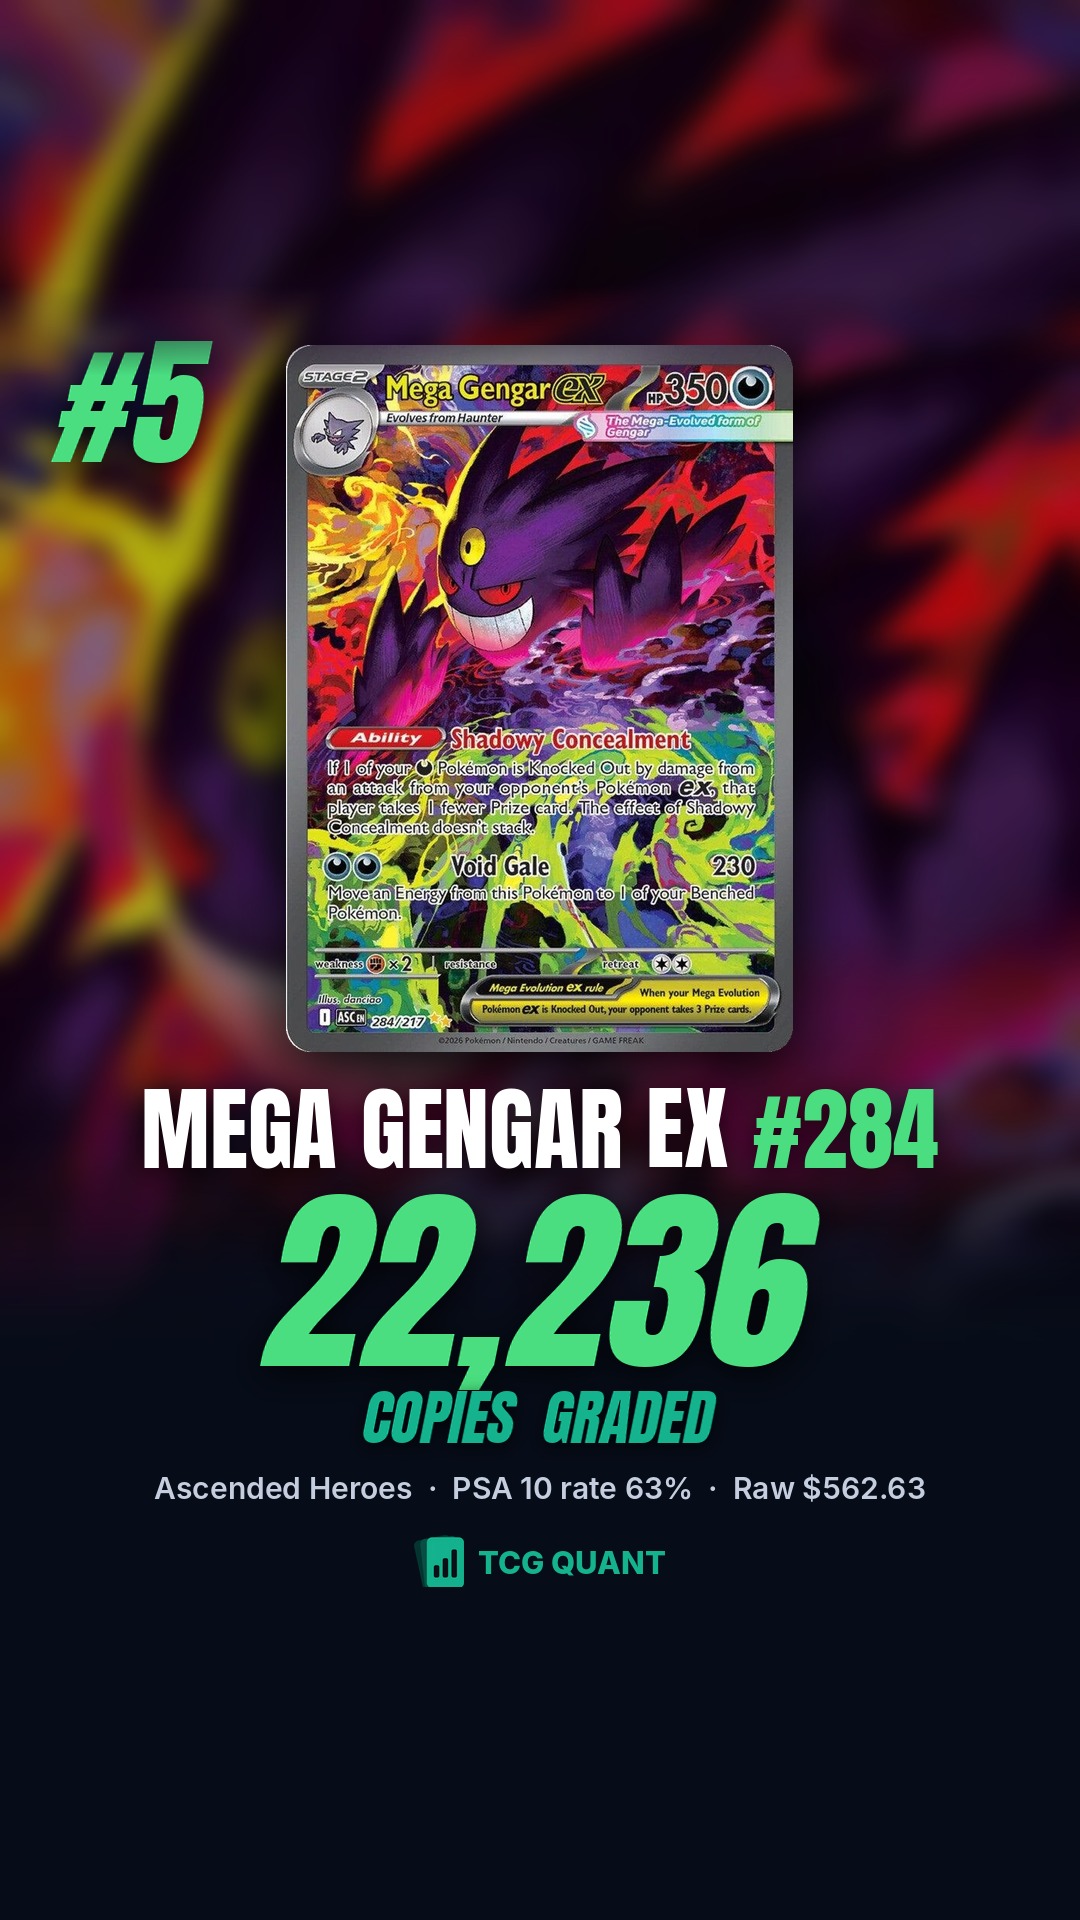 #5
STAGE2
Mega Gengar ex HP 350
Evolves from Haunter
The Mega-Evolved form of
Gengar
Ability Shadowy Concealment
If 1 of your Pokémon is Knocked Out by damage from
an attack from your opponent's Pokémon ex, that
player takes 1 fewer Prize card. The effect of Shadowy
Concealment doesn't stack.
Void Gale 230
Move an Energy from this Pokémon to 1 of your Benched
Pokémon.
weakness ×2 resistance retreat
Mega Evolution ex rule When your Mega Evolution
Pokémon ex is Knocked Out, your opponent takes 3 Prize cards.
Illus. danciao
I ASC EN 284/217
©2026 Pokémon / Nintendo / Creatures / GAME FREAK
MEGA GENGAR EX #284
22,236
COPIES GRADED
Ascended Heroes · PSA 10 rate 63% · Raw $562.63
TCG QUANT